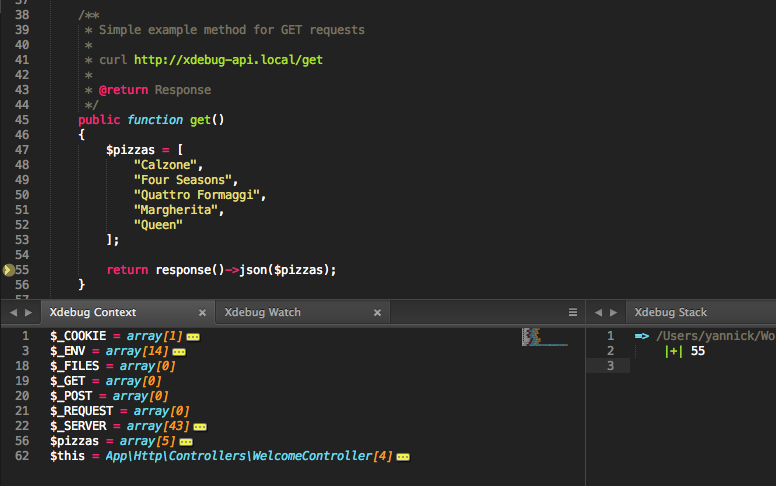 37
38 /**
39 * Simple example method for GET requests
40 *
41 * curl http://xdebug-api.local/get
42 *
43 * @return Response
44 */
45 public function get()
46 {
47 $pizzas = [
48 "Calzone",
49 "Four Seasons",
50 "Quattro Formaggi",
51 "Margherita",
52 "Queen"
53 ];
54
55 return response()->json($pizzas);
56 }
57
Xdebug Context × Xdebug Watch ×
1 $_COOKIE = array[1]
3 $_ENV = array[14]
18 $_FILES = array[0]
19 $_GET = array[0]
20 $_POST = array[0]
21 $_REQUEST = array[0]
22 $_SERVER = array[43]
56 $pizzas = array[5]
62 $this = App\Http\Controllers\WelcomeController[4]
Xdebug Stack
1 => /Users/yannick/Wo
2 |+| 55
3